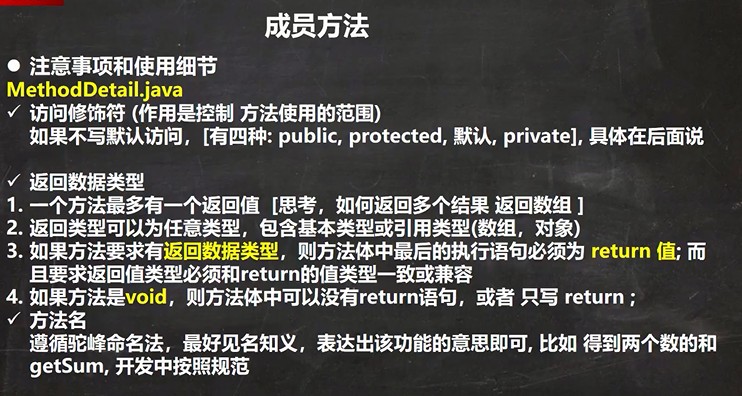 成员方法
● 注意事项和使用细节
MethodDetail.java
✓ 访问修饰符 (作用是控制 方法使用的范围)
如果不写默认访问，[有四种: public, protected, 默认, private], 具体在后面说
✓ 返回数据类型
1. 一个方法最多有一个返回值 [思考，如何返回多个结果 返回数组 ]
2. 返回类型可以为任意类型，包含基本类型或引用类型(数组，对象)
3. 如果方法要求有返回数据类型，则方法体中最后的执行语句必须为 return 值; 而
且要求返回值类型必须和return的值类型一致或兼容
4. 如果方法是void，则方法体中可以没有return语句，或者 只写 return ;
✓ 方法名
遵循驼峰命名法，最好见名知义，表达出该功能的意思即可, 比如 得到两个数的和
getSum, 开发中按照规范